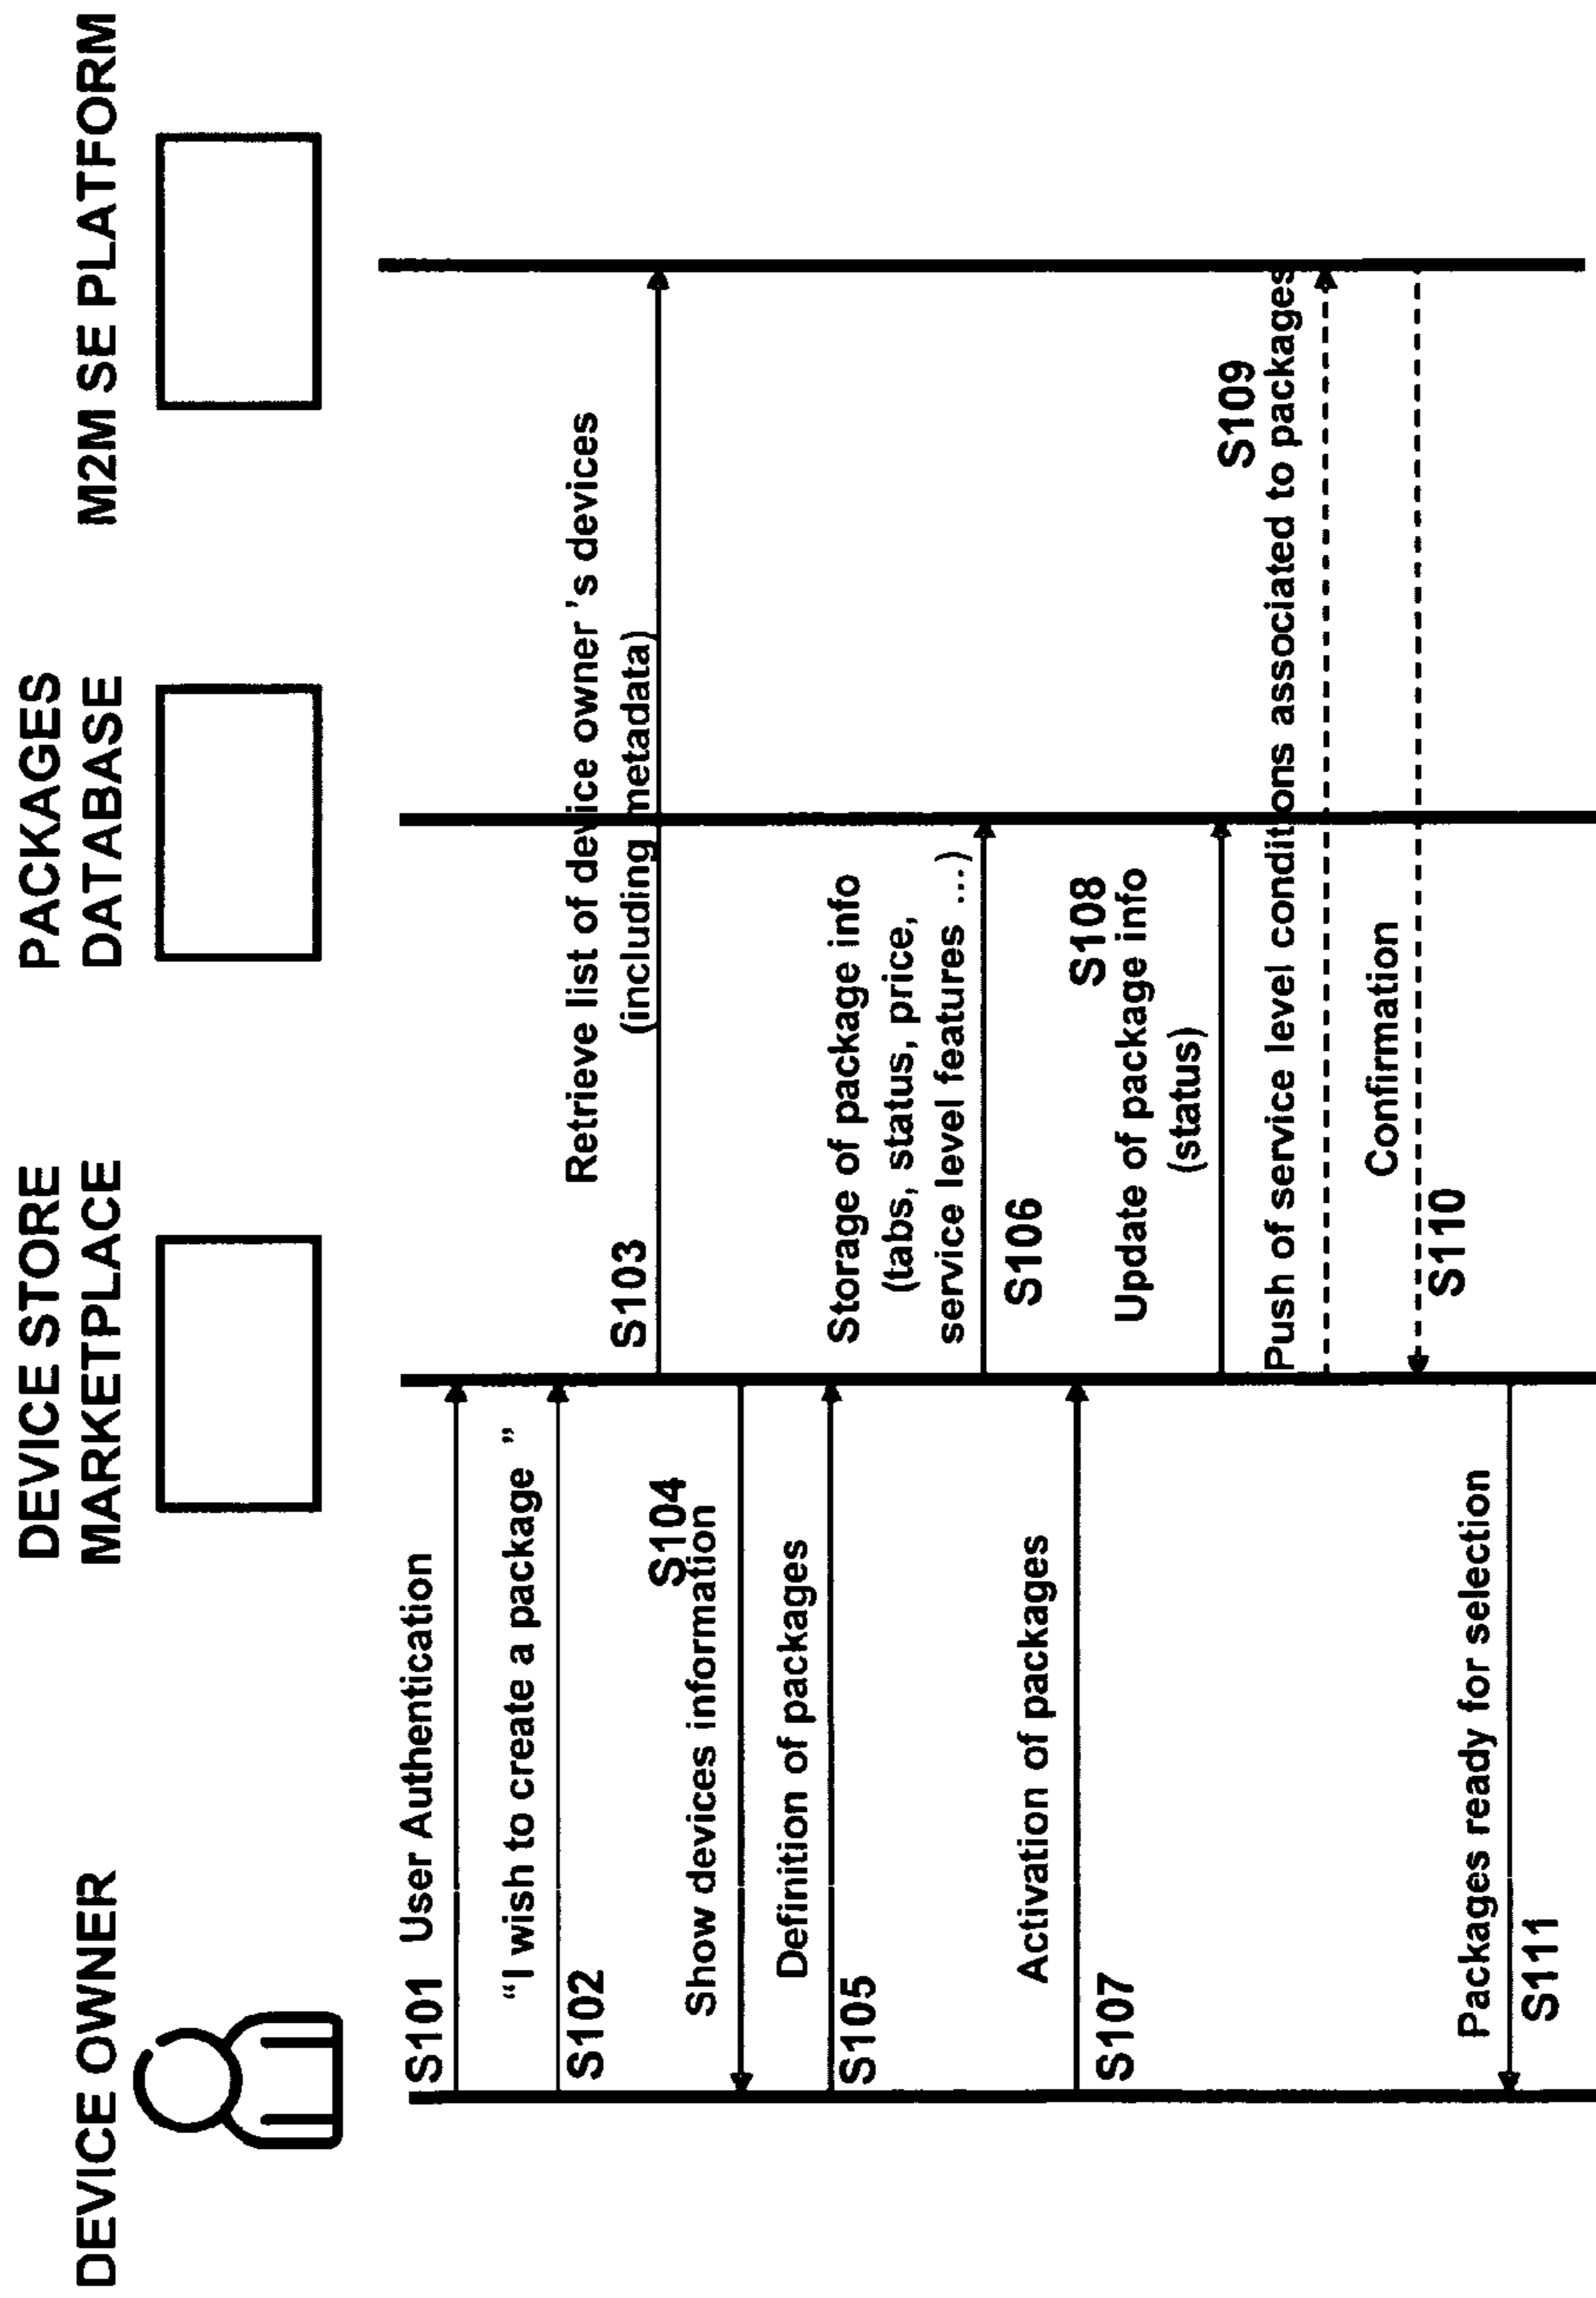 DEVICE OWNER
DEVICE STORE
MARKETPLACE
PACKAGES
DATABASE
M2M SE PLATFORM
S101 User Authentication
“I wish to create a package ”
S102
Retrieve list of device owner 's devices
(including metadata)
S103
S104
Show devices information
Definition of packages
S105
Storage of package info
(tabs, status, price,
service level features ...)
S106
Activation of packages
S107
S108
Update of package info
(status)
S109
Push of service level conditions associated to packages
Confirmation
S110
Packages ready for selection
S111